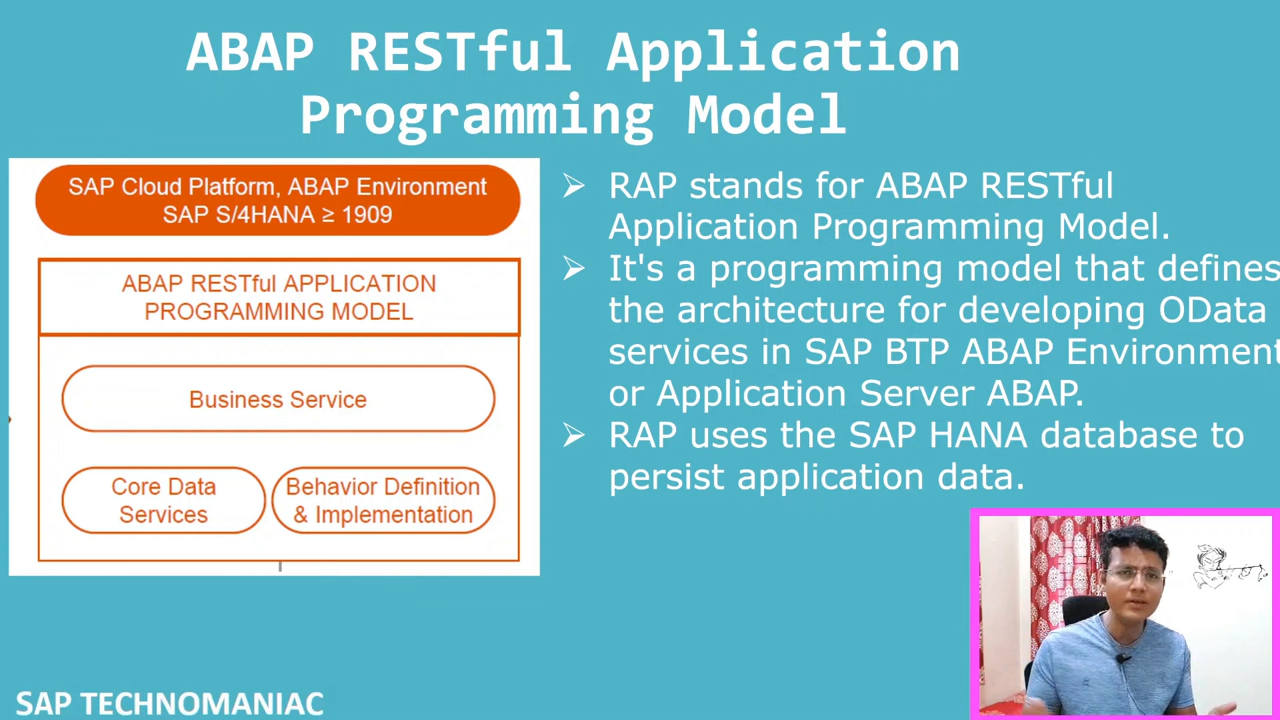 ABAP RESTful Application
Programming Model
SAP Cloud Platform, ABAP Environment
SAP S/4HANA ≥ 1909
ABAP RESTful APPLICATION
PROGRAMMING MODEL
Business Service
Core Data
Services
Behavior Definition
& Implementation
➢ RAP stands for ABAP RESTful
Application Programming Model.
➢ It's a programming model that defines
the architecture for developing OData
services in SAP BTP ABAP Environment
or Application Server ABAP.
➢ RAP uses the SAP HANA database to
persist application data.
SAP TECHNOMANIAC